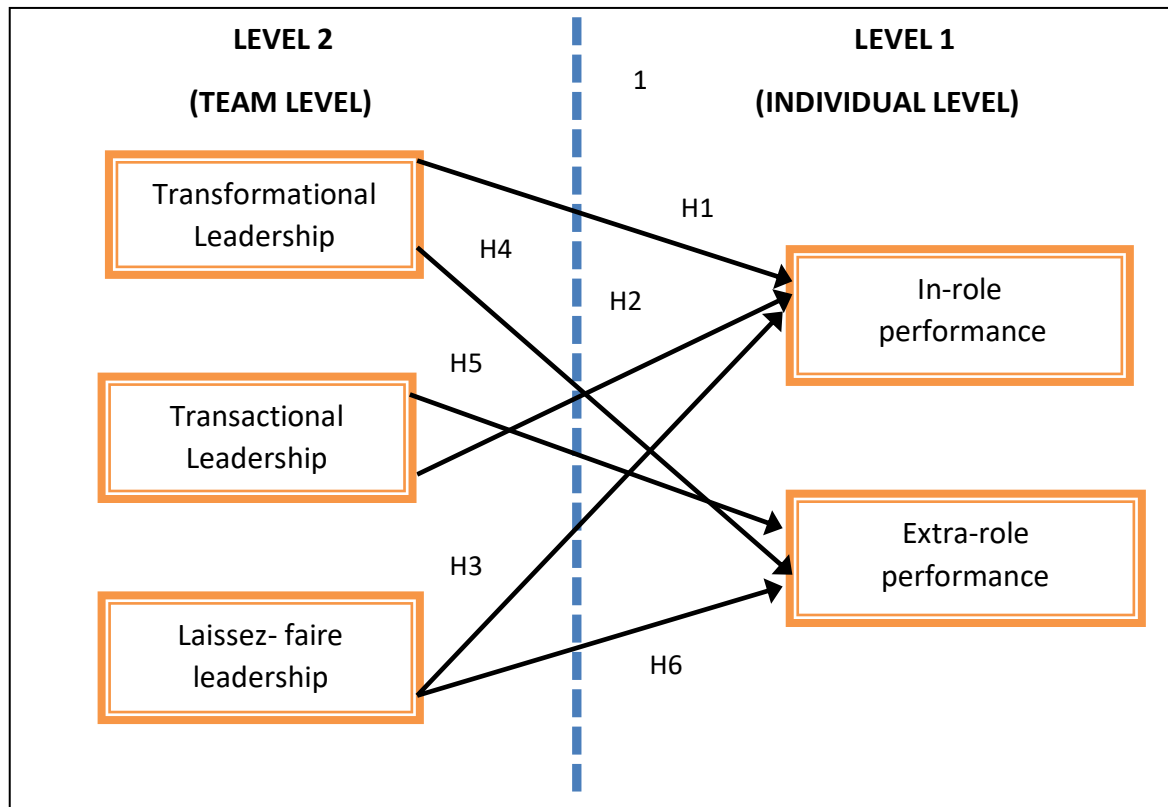 LEVEL 2
(TEAM LEVEL)
1
LEVEL 1
(INDIVIDUAL LEVEL)
Transformational
Leadership
H1
H4
H2
In-role
performance
H5
Transactional
Leadership
Extra-role
performance
H3
Laissez- faire
leadership
H6